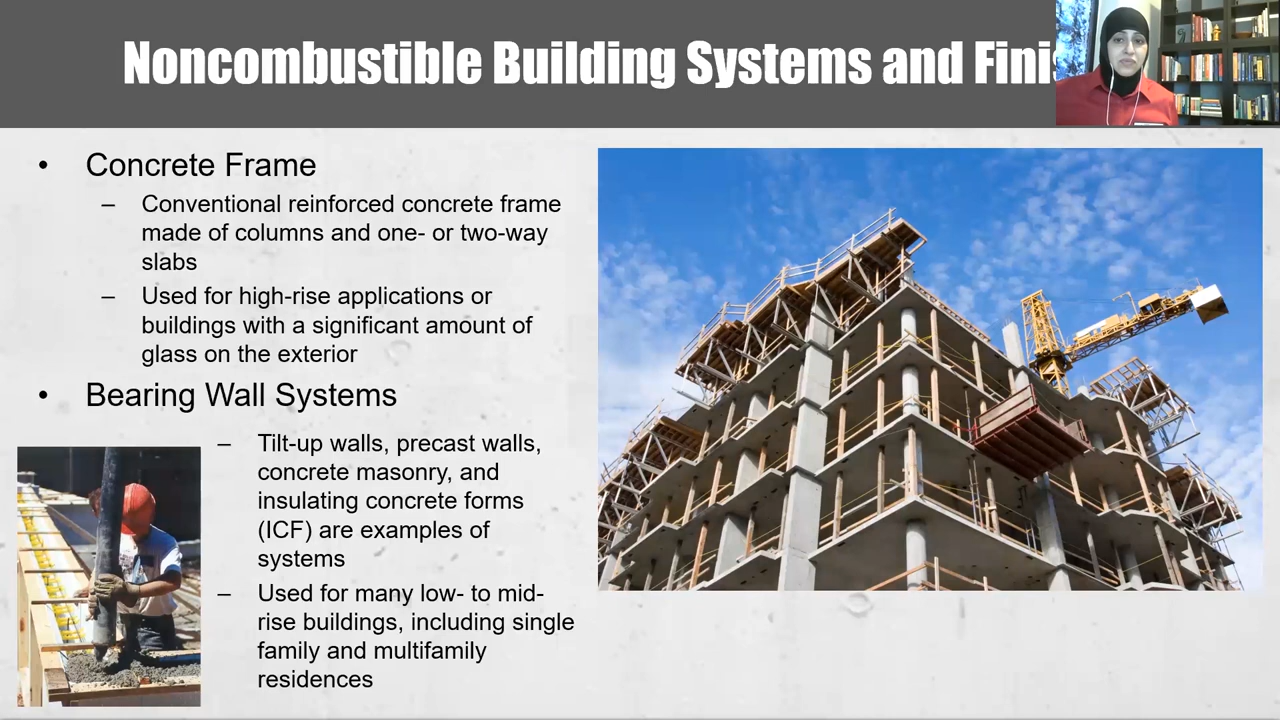 Noncombustible Building Systems and
• Concrete Frame
– Conventional reinforced concrete frame
made of columns and one- or two-way
slabs
– Used for high-rise applications or
buildings with a significant amount of
glass on the exterior
• Bearing Wall Systems
– Tilt-up walls, precast walls,
concrete masonry, and
insulating concrete forms
(ICF) are examples of
systems
– Used for many low- to mid-
rise buildings, including single
family and multifamily
residences